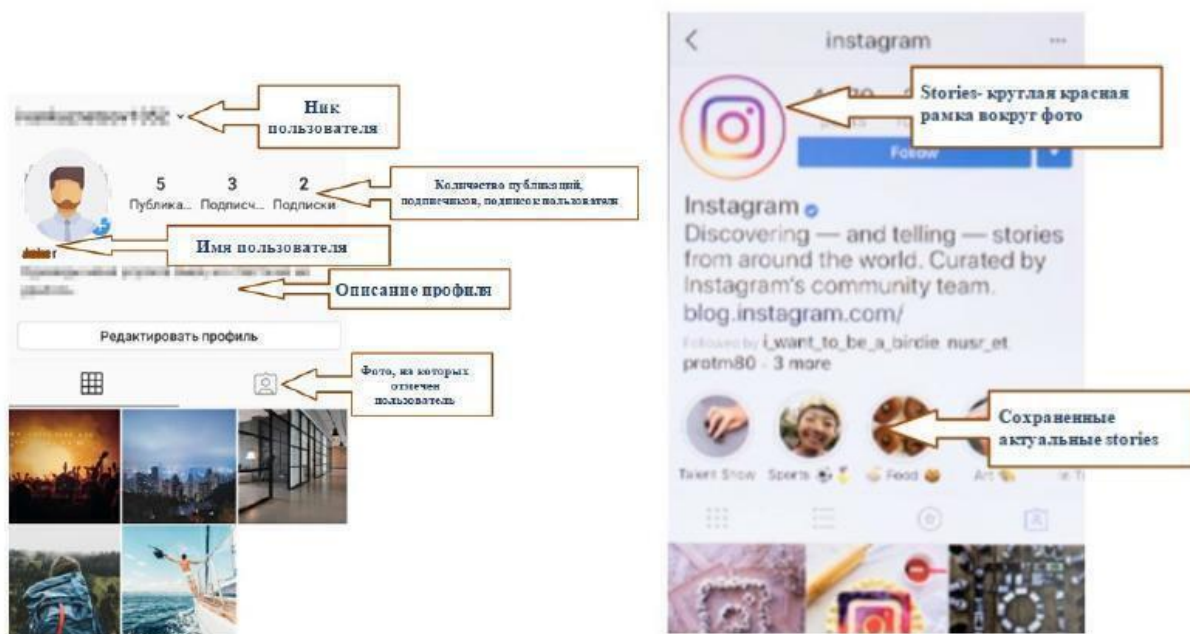 Ник
пользователя
5 3 2
Публика... Подписч... Подписки
Количество публикаций,
подписчиков, подписок пользователя
Имя пользователя
Описание профиля
Редактировать профиль
Фото, на которых
отмечен
пользователь
instagram
Stories- круглая красная
рамка вокруг фото
Follow
Instagram
Discovering — and telling — stories
from around the world. Curated by
Instagram's community team.
blog.instagram.com/
Followed by i_want_to_be_a_birdie nusr_et
protm80 - 3 more
Сохраненные
актуальные stories
Talent Show Sports Food Art